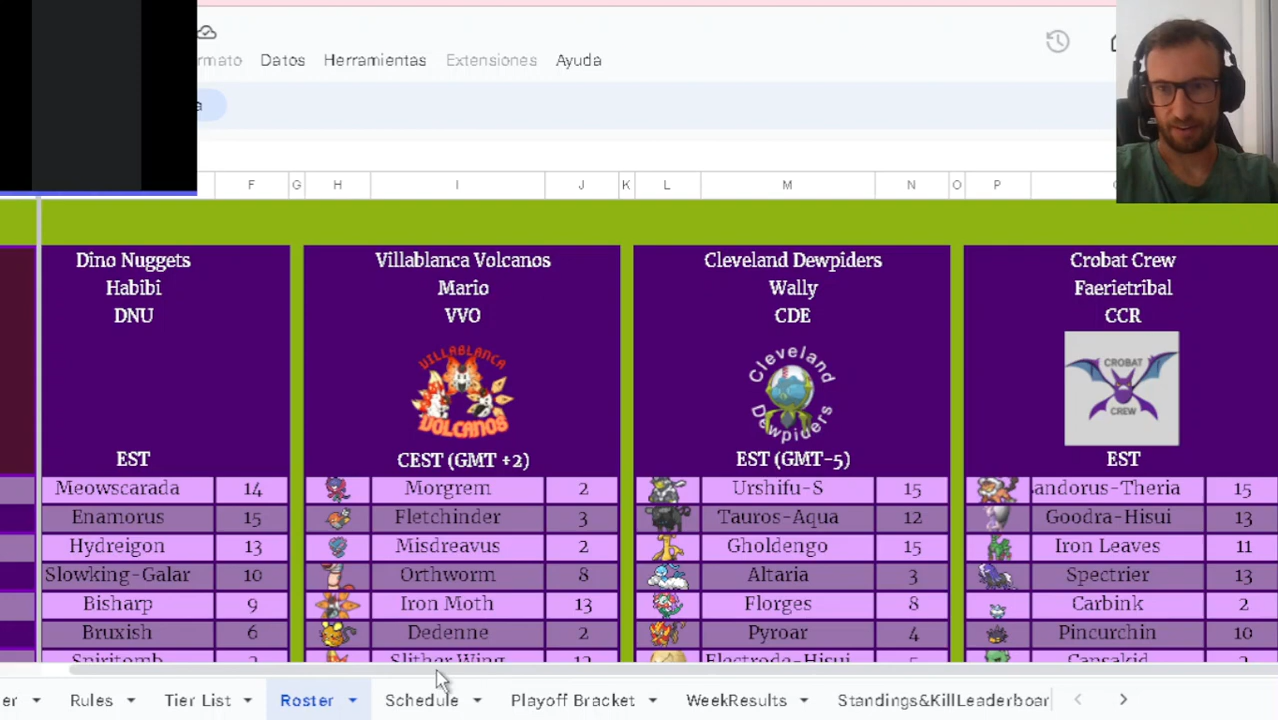 rmato Datos Herramientas Extensiones Ayuda
a
F G H I J K L M N O P
Dino Nuggets Villablanca Volcanos Cleveland Dewpiders Crobat Crew
Habibi Mario Wally Faerietribal
DNU VVO CDE CCR
VILLABLANCA VOLCANOS Cleveland Dewpiders CROBAT CREW
EST CEST (GMT +2) EST (GMT-5) EST
Meowscarada 14 Morgrem 2 Urshifu-S 15 andorus-Theria 15
Enamorus 15 Fletchinder 3 Tauros-Aqua 12 Goodra-Hisui 13
Hydreigon 13 Misdreavus 2 Gholdengo 15 Iron Leaves 11
Slowking-Galar 10 Orthworm 8 Altaria 3 Spectrier 13
Bisharp 9 Iron Moth 13 Florges 8 Carbink 2
Bruxish 6 Dedenne 2 Pyroar 4 Pincurchin 10
Spiritomb Slither Wing Electrode-Hisui
er Rules Tier List Roster Schedule Playoff Bracket WeekResults Standings&KillLeaderboar